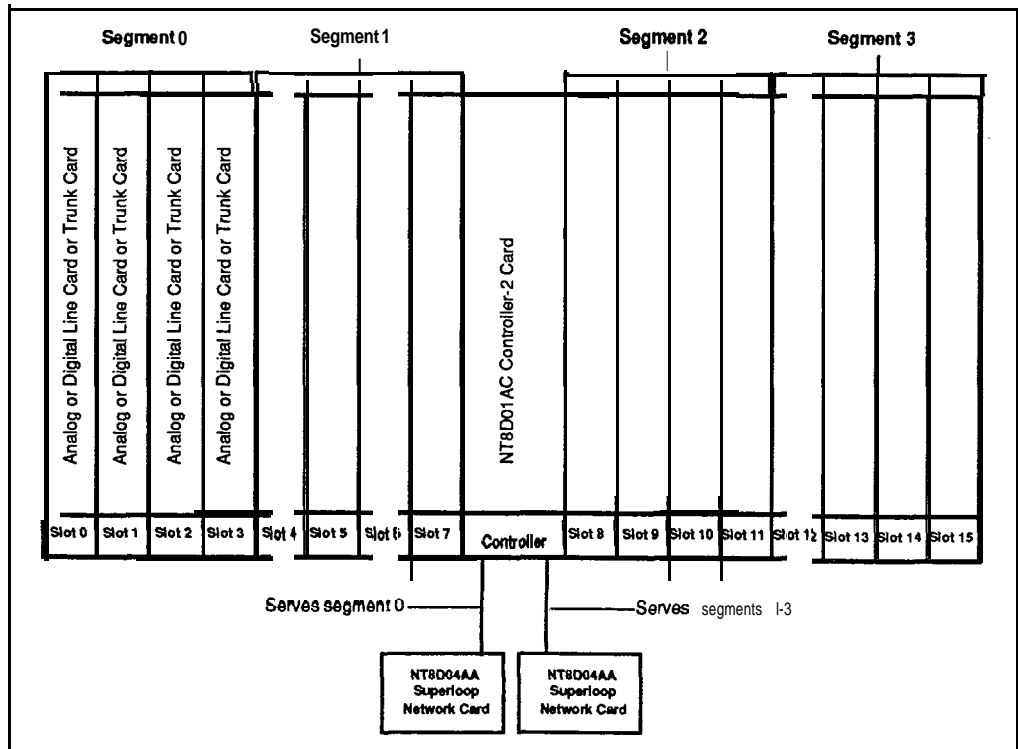 Segment 0
Segment 1
Segment 2
Segment 3
Analog or Digital Line Card or Trunk Card
Analog or Digital Line Card or Trunk Card
Analog or Digital Line Card or Trunk Card
Analog or Digital Line Card or Trunk Card
NT8D01AC Controller-2 Card
Slot 0
Slot 1
Slot 2
Slot 3
Slot 4
Slot 5
Slot 6
Slot 7
Controller
Slot 8
Slot 9
Slot 10
Slot 11
Slot 12
Slot 13
Slot 14
Slot 15
Serves segment 0
Serves segments l-3
NT8D04AA
Superloop
Network Card
NT8D04AA
Superloop
Network Card